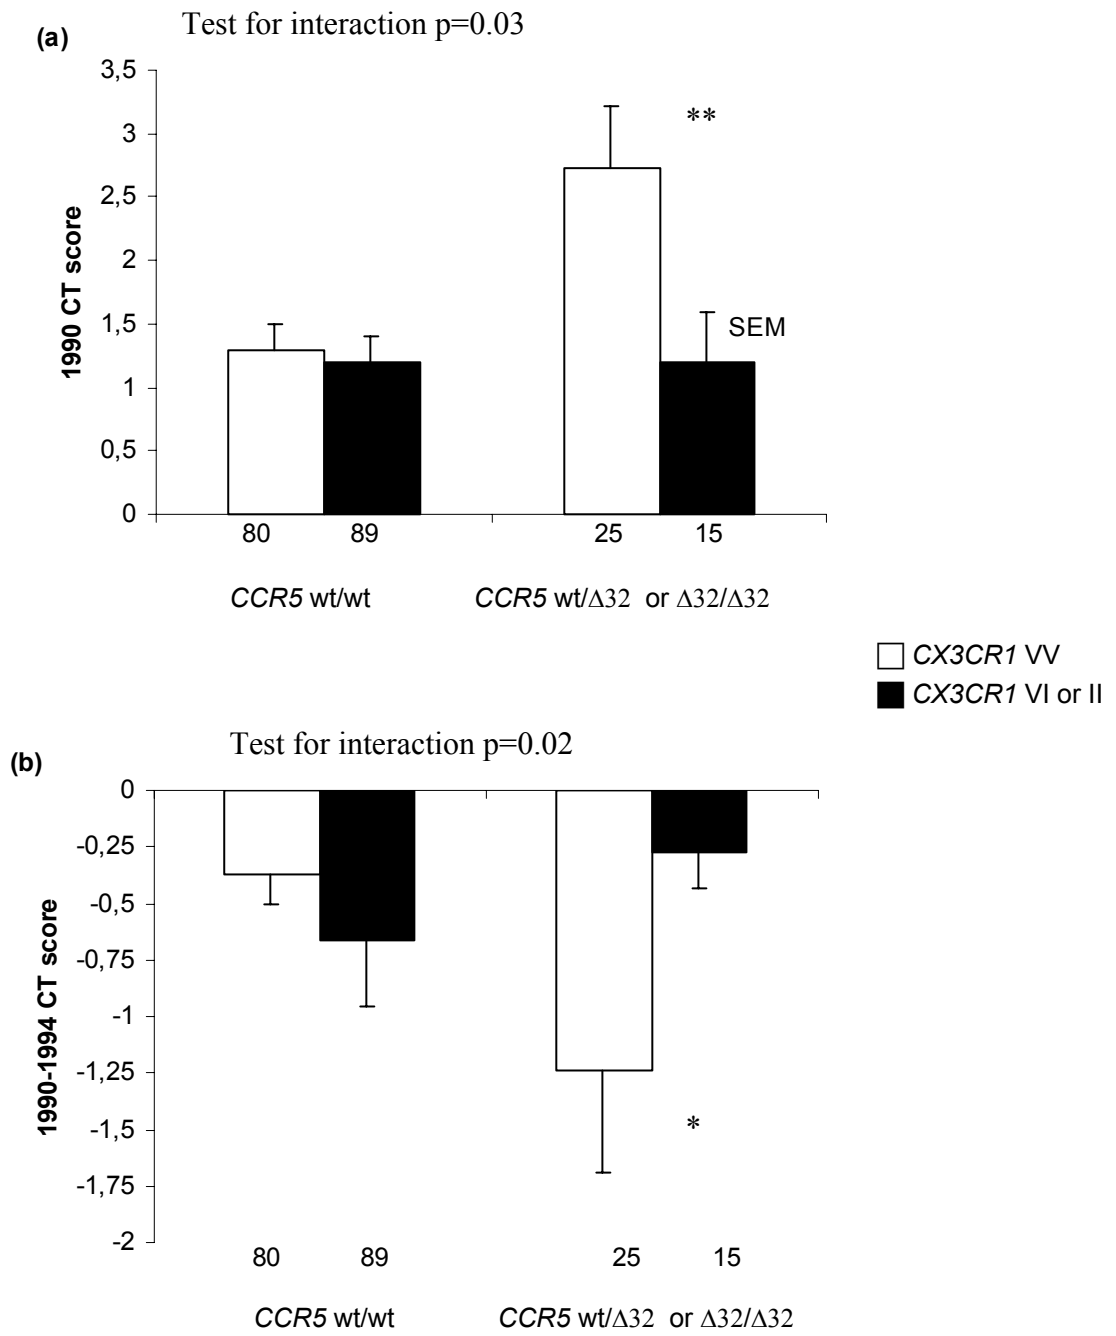 (a)
Test for interaction p=0.03
1990 CT score
3,5
3
2,5
2
1,5
1
0,5
0
**
SEM
80 89 25 15
CCR5 wt/wt CCR5 wt/Δ32 or Δ32/Δ32
CX3CR1 VV
CX3CR1 VI or II
(b)
Test for interaction p=0.02
1990-1994 CT score
0
-0,25
-0,5
-0,75
-1
-1,25
-1,5
-1,75
-2
*
80 89 25 15
CCR5 wt/wt CCR5 wt/Δ32 or Δ32/Δ32